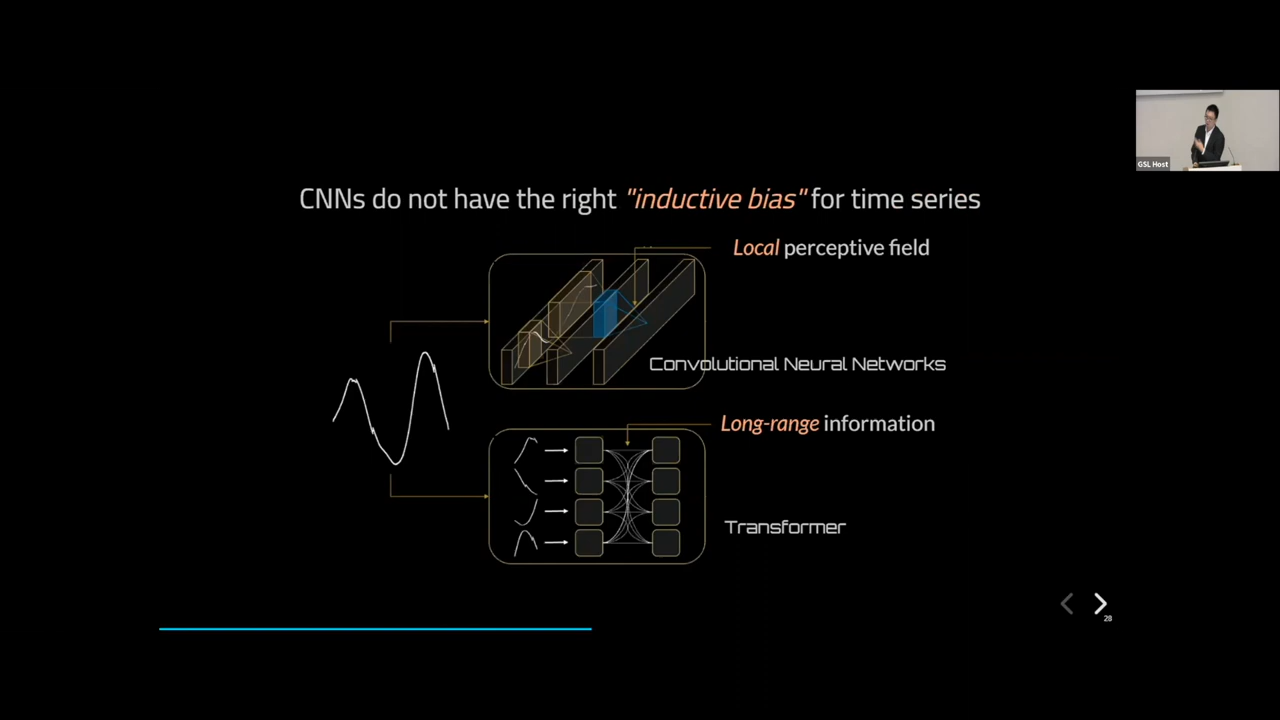 CNNs do not have the right "inductive bias" for time series
Local perceptive field
Convolutional Neural Networks
Long-range information
Transformer
GSL Host
28